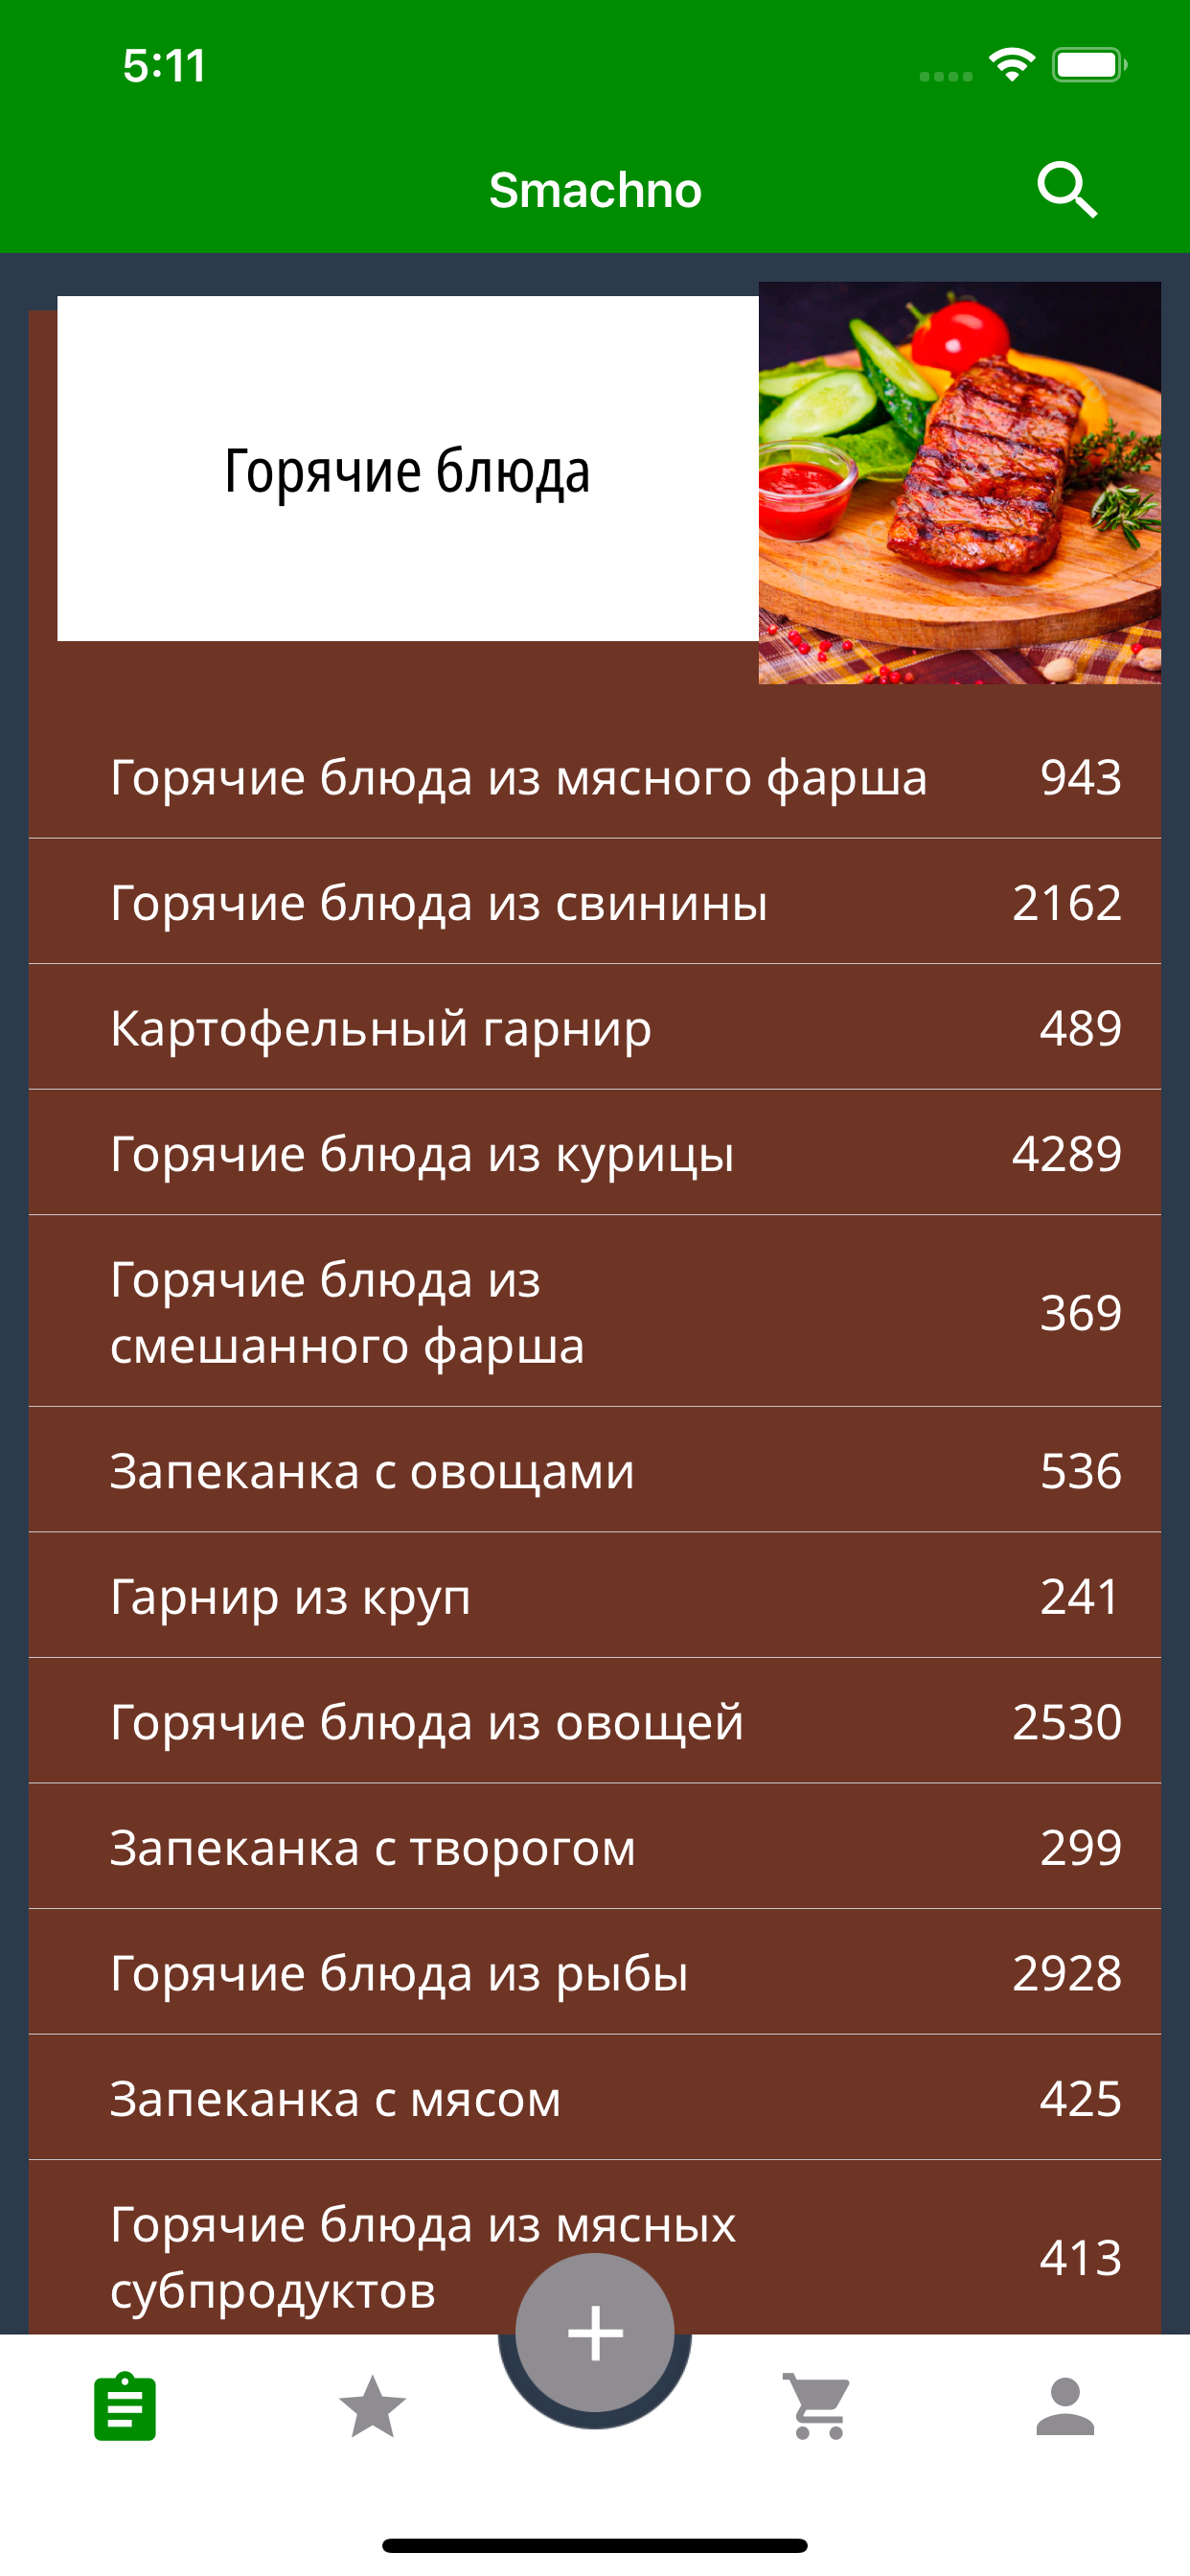 5:11
Smachno
Горячие блюда
Горячие блюда из мясного фарша 943
Горячие блюда из свинины 2162
Картофельный гарнир 489
Горячие блюда из курицы 4289
Горячие блюда из
смешанного фарша 369
Запеканка с овощами 536
Гарнир из круп 241
Горячие блюда из овощей 2530
Запеканка с творогом 299
Горячие блюда из рыбы 2928
Запеканка с мясом 425
Горячие блюда из мясных
субпродуктов 413